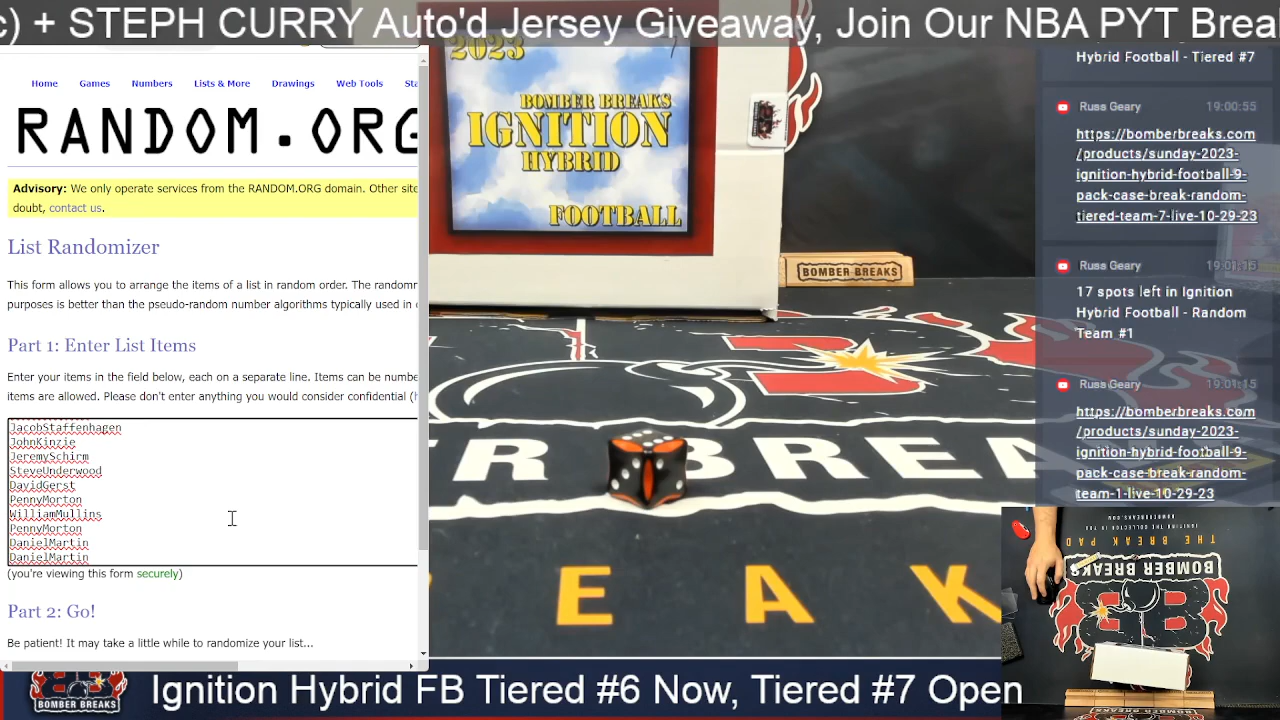 c) + STEPH CURRY Auto'd Jersey Giveaway, Join Our NBA PYT Brea
Home Games Numbers Lists & More Drawings Web Tools Sta
RANDOM.ORG
Advisory: We only operate services from the RANDOM.ORG domain. Other site
doubt, contact us.
List Randomizer
This form allows you to arrange the items of a list in random order. The randomn
purposes is better than the pseudo-random number algorithms typically used in
Part 1: Enter List Items
Enter your items in the field below, each on a separate line. Items can be numbe
items are allowed. Please don't enter anything you would consider confidential (
JacobStaffenhagen
JohnKinzie
JeremySchirm
SteveUnderwood
DavidGerst
PennyMorton
WilliamMullins
PennyMorton
DanielMartin
DanielMartin
(you're viewing this form securely)
Part 2: Go!
Be patient! It may take a little while to randomize your list...
2023
BOMBER BREAKS
IGNITION
HYBRID
FOOTBALL
BOMBER BREAKS
ER BREA
E A K
Hybrid Football - Tiered #7
Russ Geary 19:00:55
https://bomberbreaks.com
/products/sunday-2023-
ignition-hybrid-football-9-
pack-case-break-random-
tiered-team-7-live-10-29-23
Russ Geary 19:01:15
17 spots left in Ignition
Hybrid Football - Random
Team #1
Russ Geary 19:01:15
https://bomberbreaks.com
/products/sunday-2023-
ignition-hybrid-football-9-
pack-case-break-random-
team-1-live-10-29-23
THE BREAK PAD
BOMBER BREAKS
BOMBER BREAKS
Ignition Hybrid FB Tiered #6 Now, Tiered #7 Open